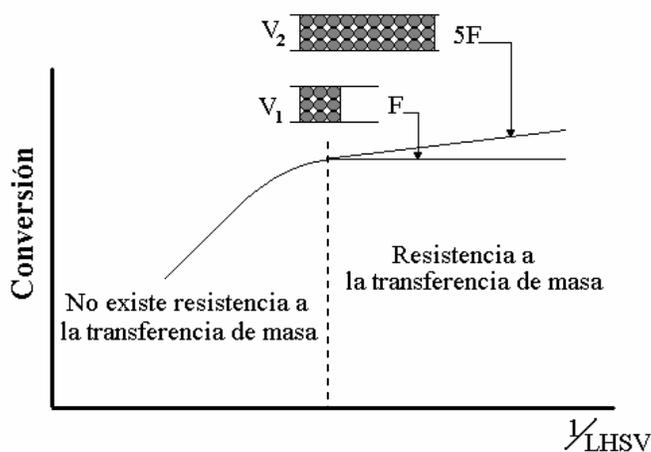 V₂
5F
V₁
F
Conversión
Resistencia a
la transferencia de masa
No existe resistencia a
la transferencia de masa
1/LHSV